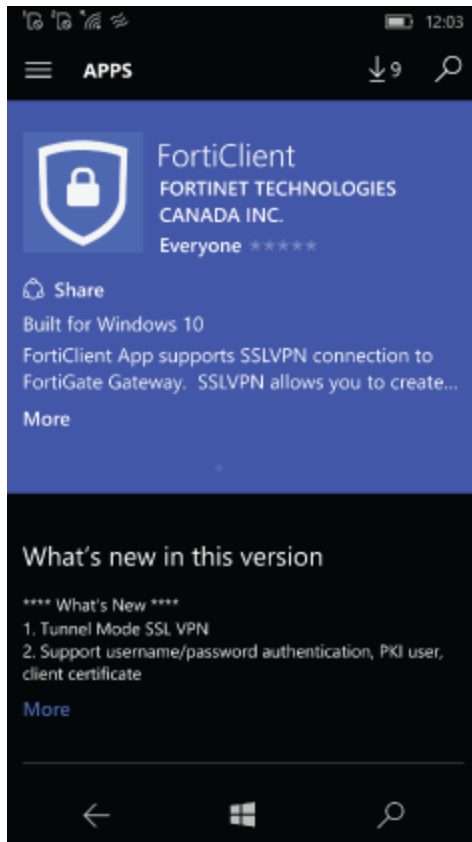 12:03
APPS
9
FortiClient
FORTINET TECHNOLOGIES
CANADA INC.
Everyone
Share
Built for Windows 10
FortiClient App supports SSLVPN connection to
FortiGate Gateway.  SSLVPN allows you to create...
More
What's new in this version
**** What's New ****
1. Tunnel Mode SSL VPN
2. Support username/password authentication, PKI user,
client certificate
More